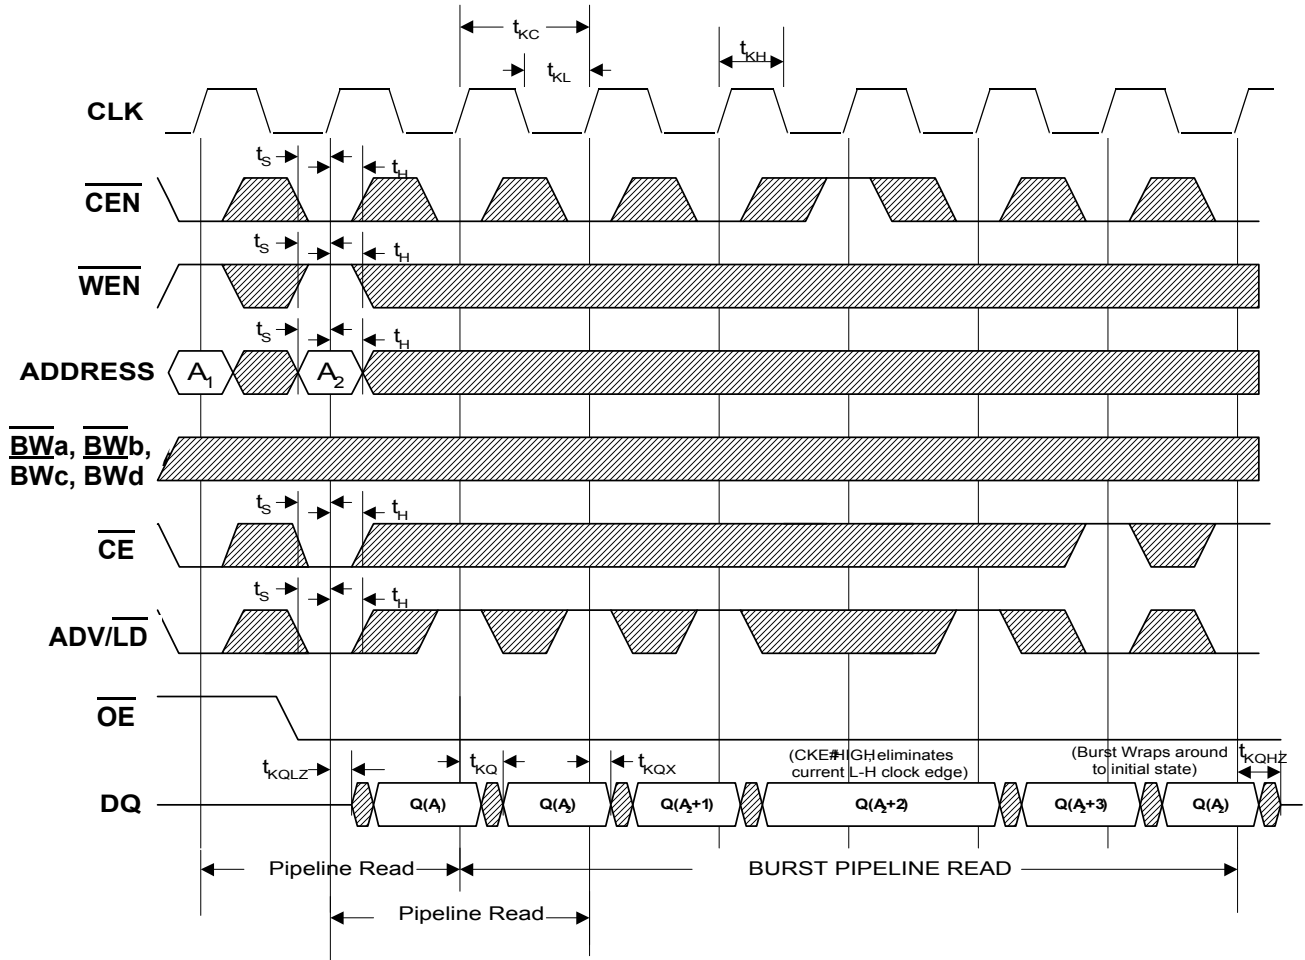 tKC
tKL
tKH
CLK
tS
tH
CEN
tS
tH
WEN
tS
tH
ADDRESS
A1
A2
BWa, BWb,
BWc, BWd
tS
tH
CE
tS
tH
ADV/LD
OE
tKQLZ
tKQ
tKQX
(CKE#HIGH, eliminates
current L-H clock edge)
(Burst Wraps around
to initial state)
tKQHZ
DQ
Q(A1)
Q(A2)
Q(A2+1)
Q(A2+2)
Q(A2+3)
Q(A2)
Pipeline Read
BURST PIPELINE READ
Pipeline Read